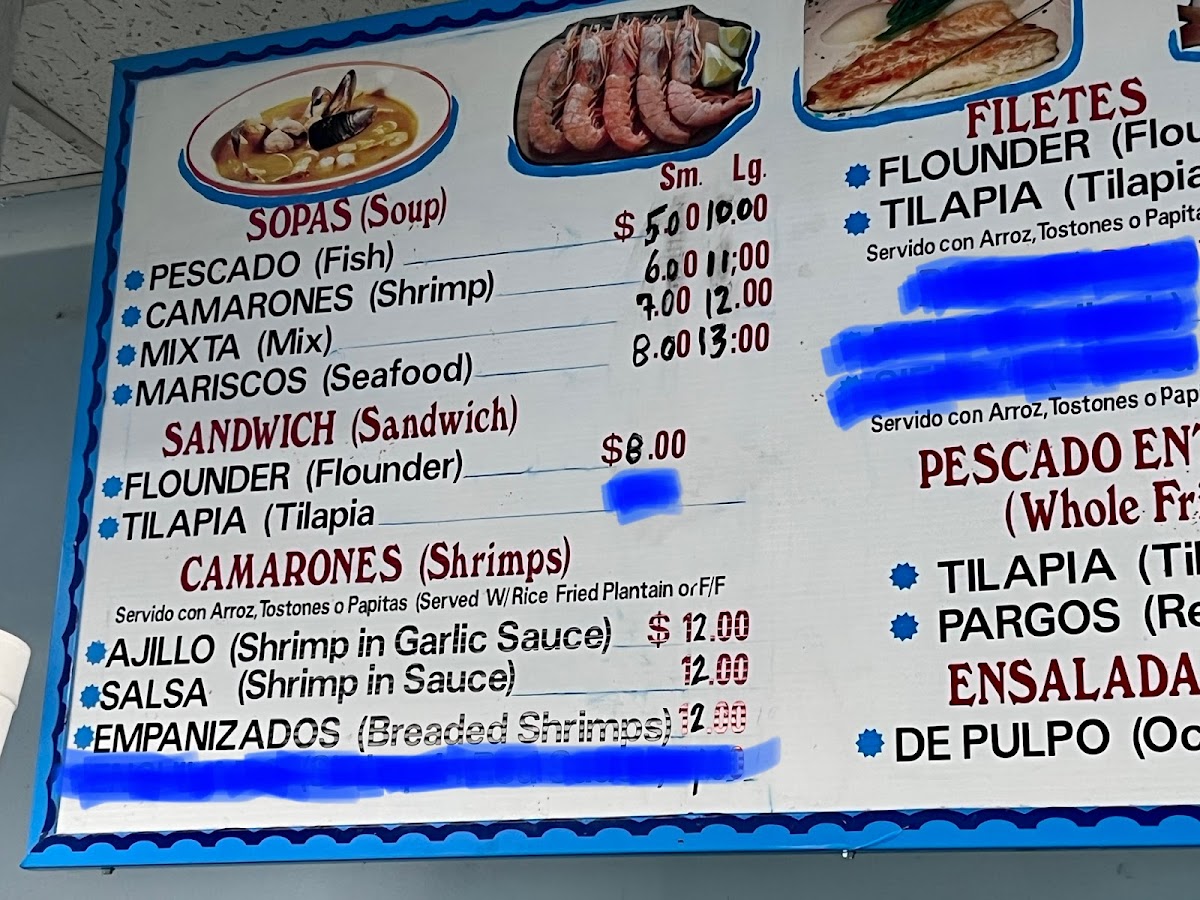 Sm. Lg.
SOPAS (Soup)
PESCADO (Fish) $ 5.00 10.00
CAMARONES (Shrimp) 6.00 11:00
MIXTA (Mix) 7.00 12.00
MARISCOS (Seafood) 8.00 13:00
SANDWICH (Sandwich)
FLOUNDER (Flounder) $8.00
TILAPIA (Tilapia
CAMARONES (Shrimps)
Servido con Arroz, Tostones o Papitas (Served W/Rice Fried Plantain or F/F
AJILLO (Shrimp in Garlic Sauce) $ 12.00
SALSA (Shrimp in Sauce) 12.00
EMPANIZADOS (Breaded Shrimps) 12.00
FILETES
FLOUNDER (Flou
TILAPIA (Tilapia
Servido con Arroz, Tostones o Papita
Servido con Arroz, Tostones o Pap
PESCADO ENT
(Whole Fri
TILAPIA (Til
PARGOS (Re
ENSALADA
DE PULPO (Oc